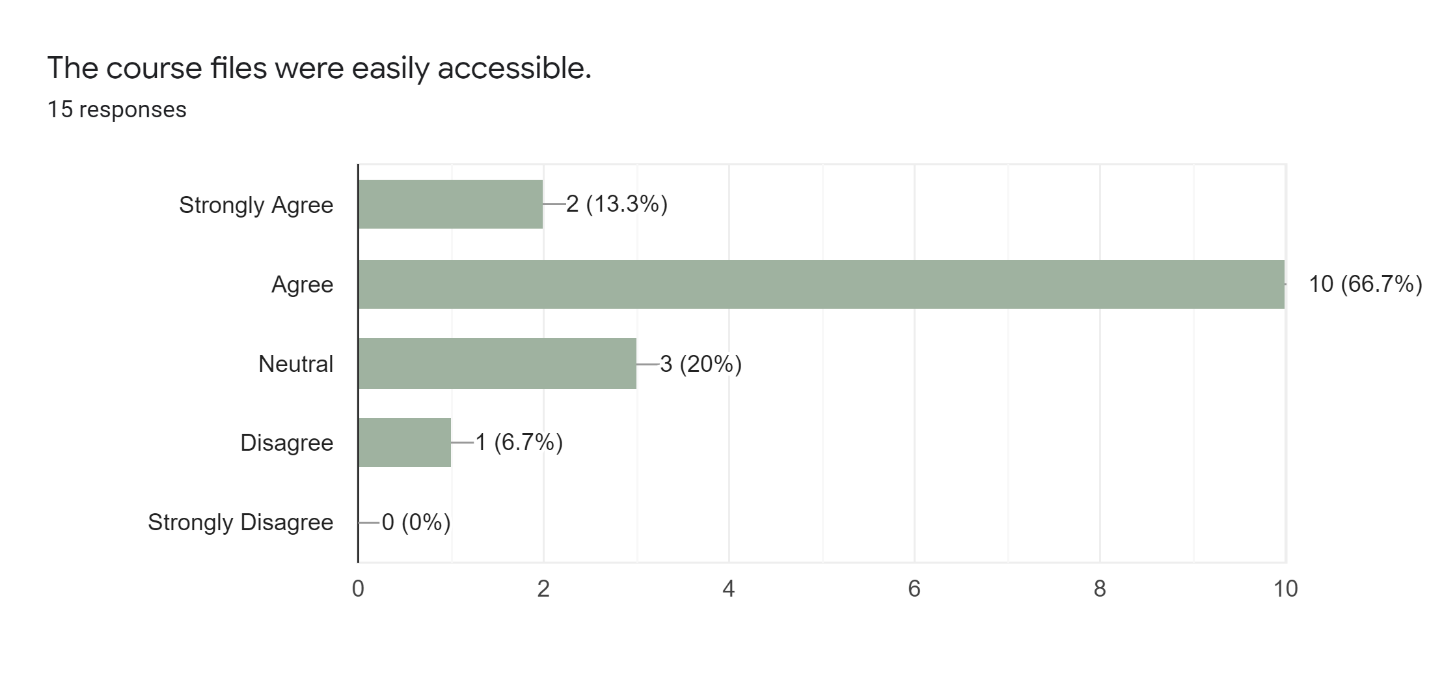 The course files were easily accessible.
15 responses
Strongly Agree 2 (13.3%)
Agree 10 (66.7%)
Neutral 3 (20%)
Disagree 1 (6.7%)
Strongly Disagree 0 (0%)
0 2 4 6 8 10